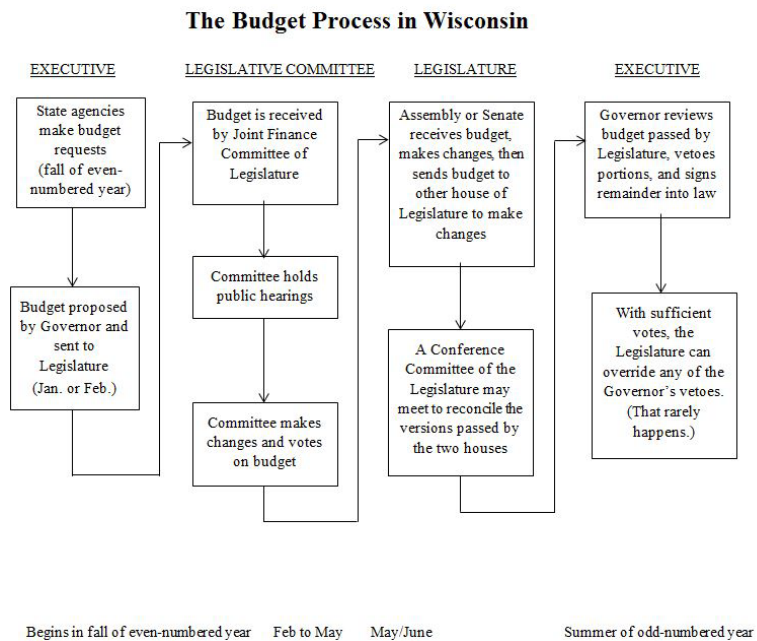 The Budget Process in Wisconsin
EXECUTIVE
State agencies
make budget
requests
(fall of even-
numbered year)
Budget proposed
by Governor and
sent to
Legislature
(Jan. or Feb.)
LEGISLATIVE COMMITTEE
Budget is received
by Joint Finance
Committee of
Legislature
Committee holds
public hearings
Committee makes
changes and votes
on budget
LEGISLATURE
Assembly or Senate
receives budget,
makes changes, then
sends budget to
other house of
Legislature to make
changes
A Conference
Committee of the
Legislature may
meet to reconcile the
versions passed by
the two houses
EXECUTIVE
Governor reviews
budget passed by
Legislature, vetoes
portions, and signs
remainder into law
With sufficient
votes, the
Legislature can
override any of the
Governor's vetoes.
(That rarely
happens.)
Begins in fall of even-numbered year Feb to May May/June Summer of odd-numbered year